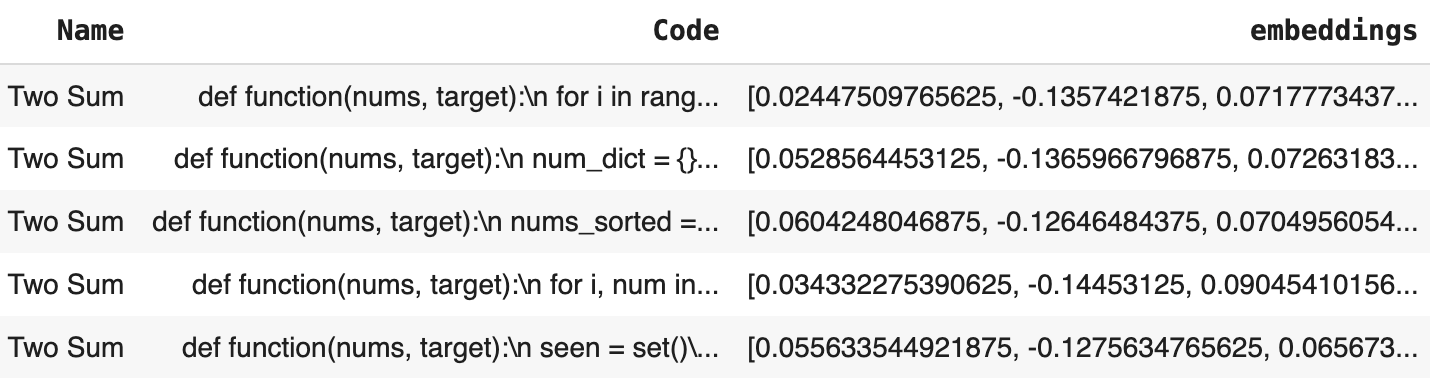 Name Code embeddings
Two Sum def function(nums, target):\n for i in rang... [0.02447509765625, -0.1357421875, 0.0717773437...
Two Sum def function(nums, target):\n num_dict = {}... [0.0528564453125, -0.1365966796875, 0.07263183...
Two Sum def function(nums, target):\n nums_sorted =... [0.0604248046875, -0.12646484375, 0.0704956054...
Two Sum def function(nums, target):\n for i, num in... [0.034332275390625, -0.14453125, 0.09045410156...
Two Sum def function(nums, target):\n seen = set()\... [0.055633544921875, -0.1275634765625, 0.065673...